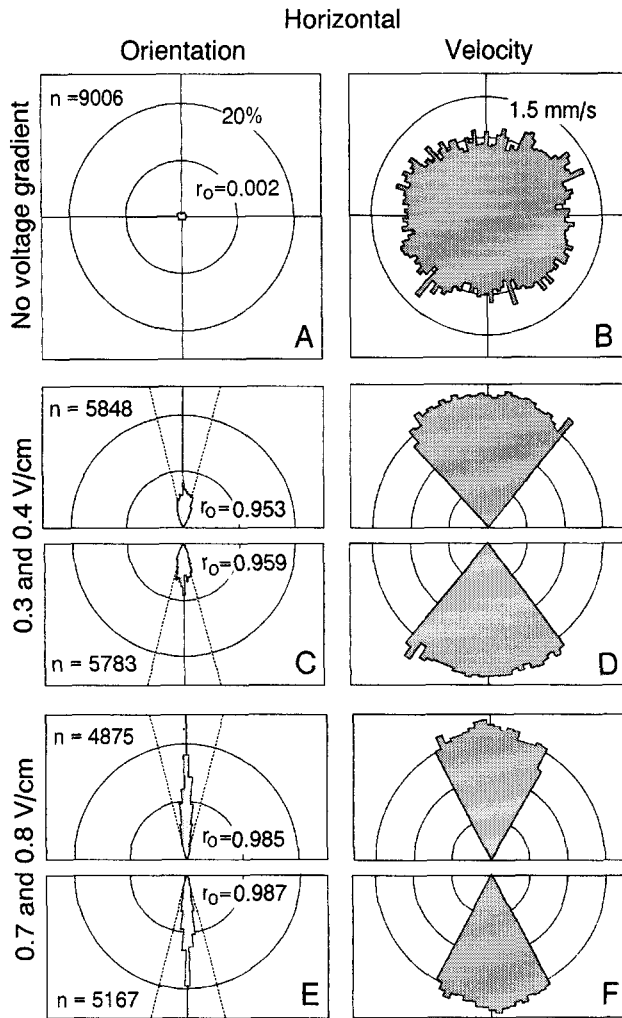 Horizontal
Orientation Velocity
No voltage gradient
n =9006
20%
r₀=0.002
A
1.5 mm/s
B
0.3 and 0.4 V/cm
n = 5848
r₀=0.953
r₀=0.959
n = 5783
C
D
0.7 and 0.8 V/cm
n = 4875
r₀=0.985
r₀=0.987
n = 5167
E
F